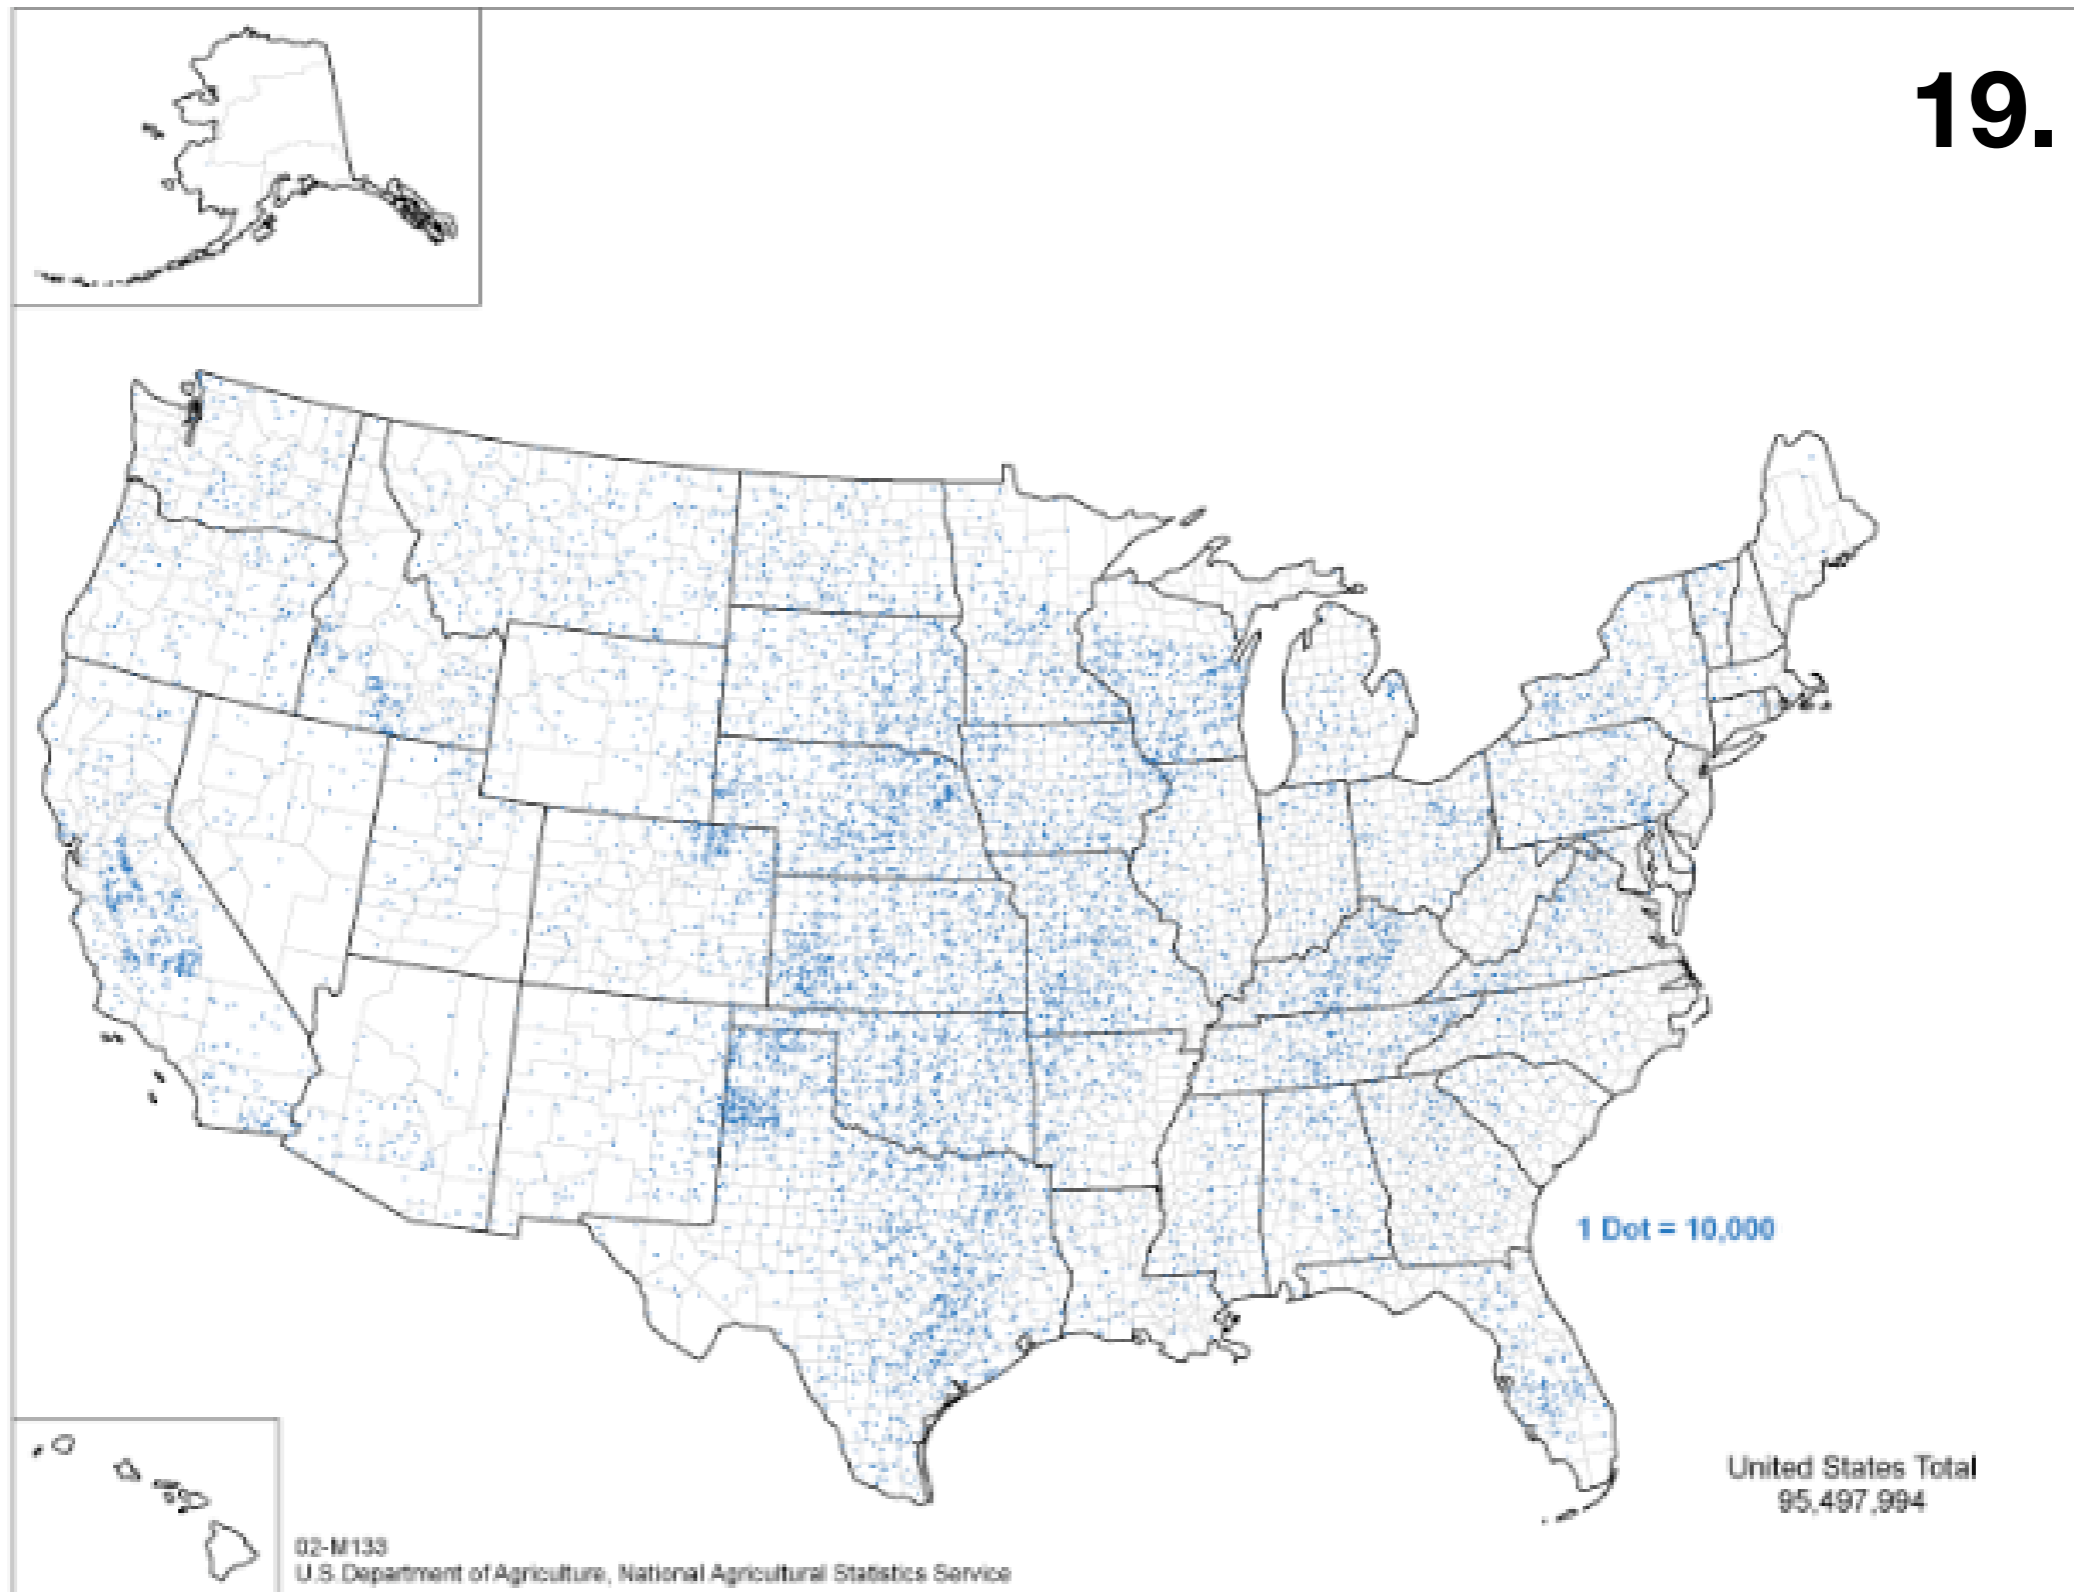 19.
1 Dot = 10,000
United States Total
95,497,994
02-M133
U.S. Department of Agriculture, National Agricultural Statistics Service